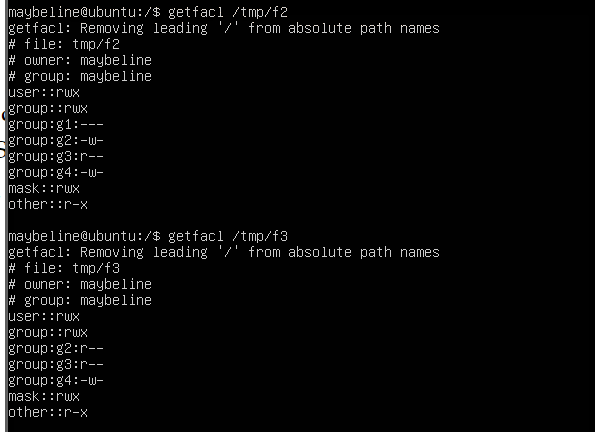 maybeline@ubuntu:/$ getfacl /tmp/f2
getfacl: Removing leading '/' from absolute path names
# file: tmp/f2
# owner: maybeline
# group: maybeline
user::rwx
group::rwx
group:g1:---
group:g2:-w-
group:g3:r--
group:g4:-w-
mask::rwx
other::r-x

maybeline@ubuntu:/$ getfacl /tmp/f3
getfacl: Removing leading '/' from absolute path names
# file: tmp/f3
# owner: maybeline
# group: maybeline
user::rwx
group::rwx
group:g2:r--
group:g3:r--
group:g4:-w-
mask::rwx
other::r-x